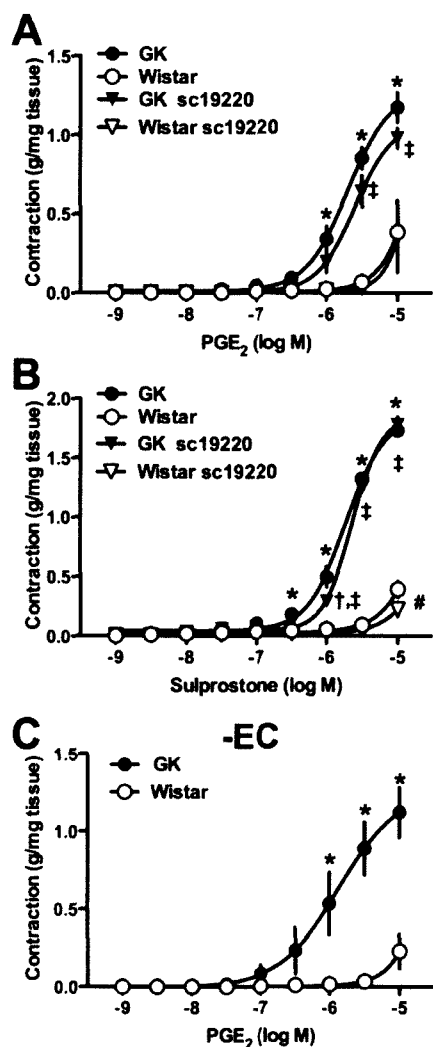 A
GK
Wistar
GK sc19220
Wistar sc19220
Contraction (g/mg tissue)
1.5
1.0
0.5
0.0
* * *
‡ ‡
-9 -8 -7 -6 -5
PGE₂ (log M)
B
GK
Wistar
GK sc19220
Wistar sc19220
Contraction (g/mg tissue)
2.0
1.5
1.0
0.5
0.0
* * * *
†,‡ ‡ ‡
#
-9 -8 -7 -6 -5
Sulprostone (log M)
C
-EC
GK
Wistar
Contraction (g/mg tissue)
1.5
1.0
0.5
0.0
* * *
-9 -8 -7 -6 -5
PGE₂ (log M)